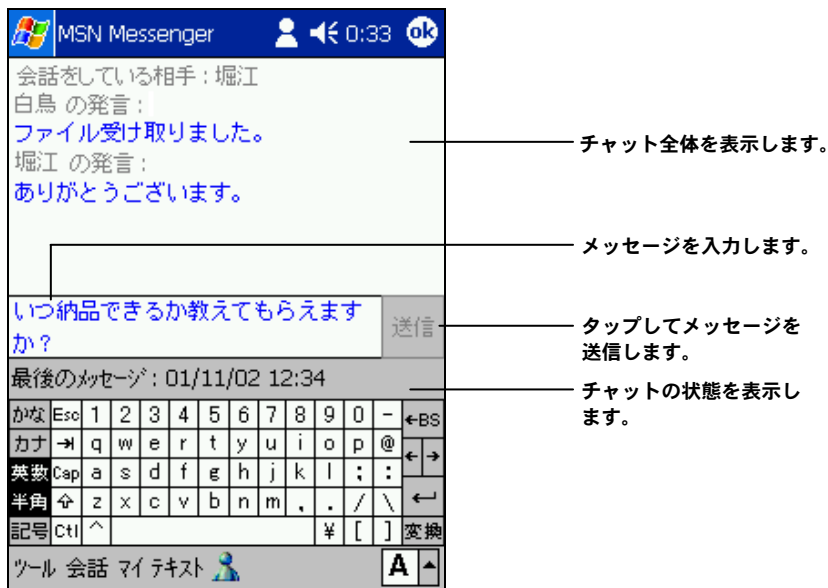 MSN Messenger 0:33 ok
会話をしている相手 : 堀江
白鳥 の発言 :
ファイル受け取りました。
堀江 の発言 :
ありがとうございます。
チャット全体を表示します。
メッセージを入力します。
いつ納品できるか教えてもらえます
か?
送信
タップしてメッセージを
送信します。
最後のメッセージ : 01/11/02 12:34
チャットの状態を表示し
ます。
かな Esc 1 2 3 4 5 6 7 8 9 0 - ←BS
カナ →| q w e r t y u i o p @ ← →
英数 Cap a s d f g h j k l ; :
半角 z x c v b n m , . / \ ↵
記号 Ctl ^ ¥ [ ] 変換
ツール 会話 マイ テキスト A